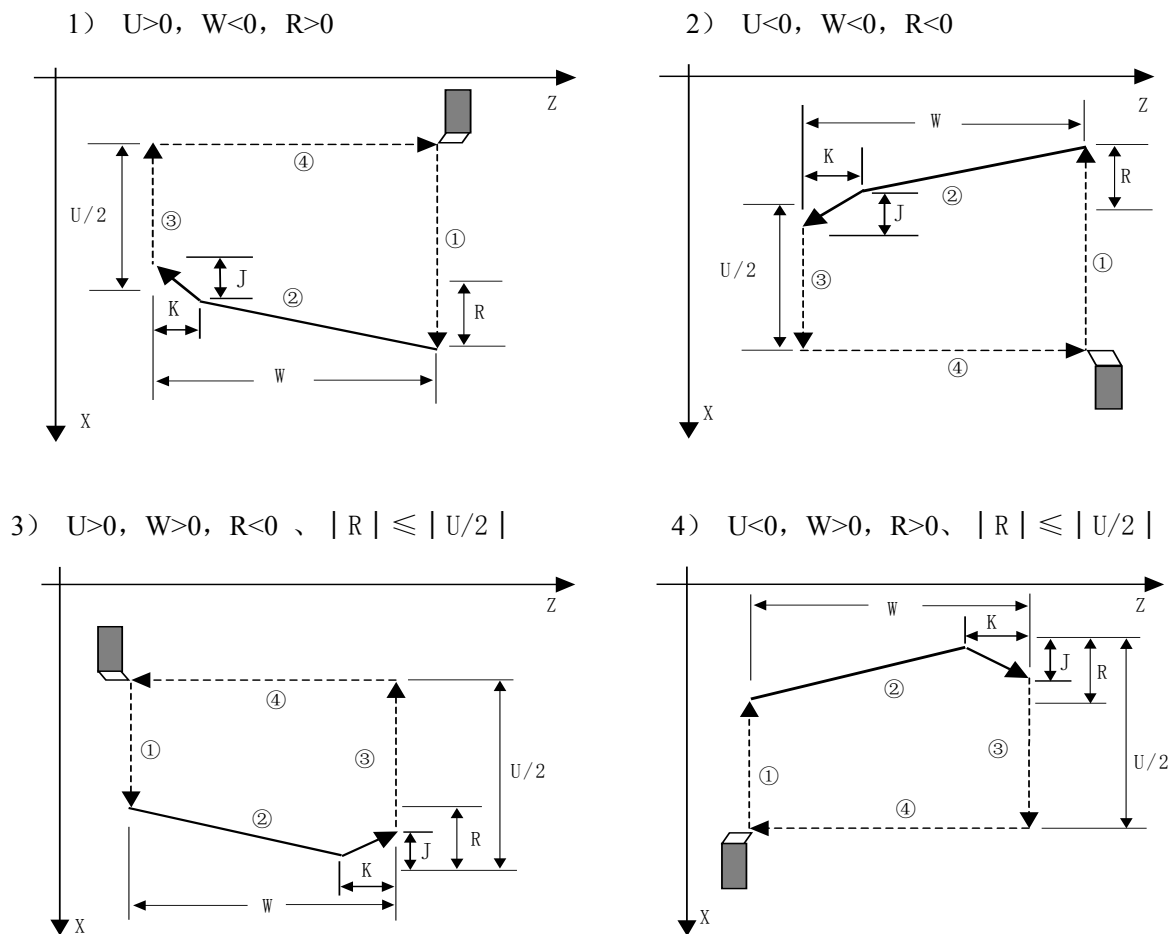 1） U>0，W<0，R>0
Z
④
U/2
③
①
J
②
R
K
W
X
2） U<0，W<0，R<0
Z
W
K
R
②
J
U/2
①
③
④
X
3） U>0，W>0，R<0 、｜R｜≤｜U/2｜
Z
④
①
③
U/2
②
R
J
K
W
X
4） U<0，W>0，R>0、｜R｜≤｜U/2｜
Z
W
K
J
R
②
③
U/2
①
④
X